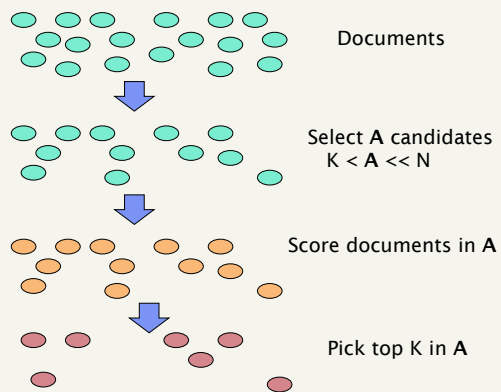 Documents
Select A candidates
K < A << N
Score documents in A
Pick top K in A